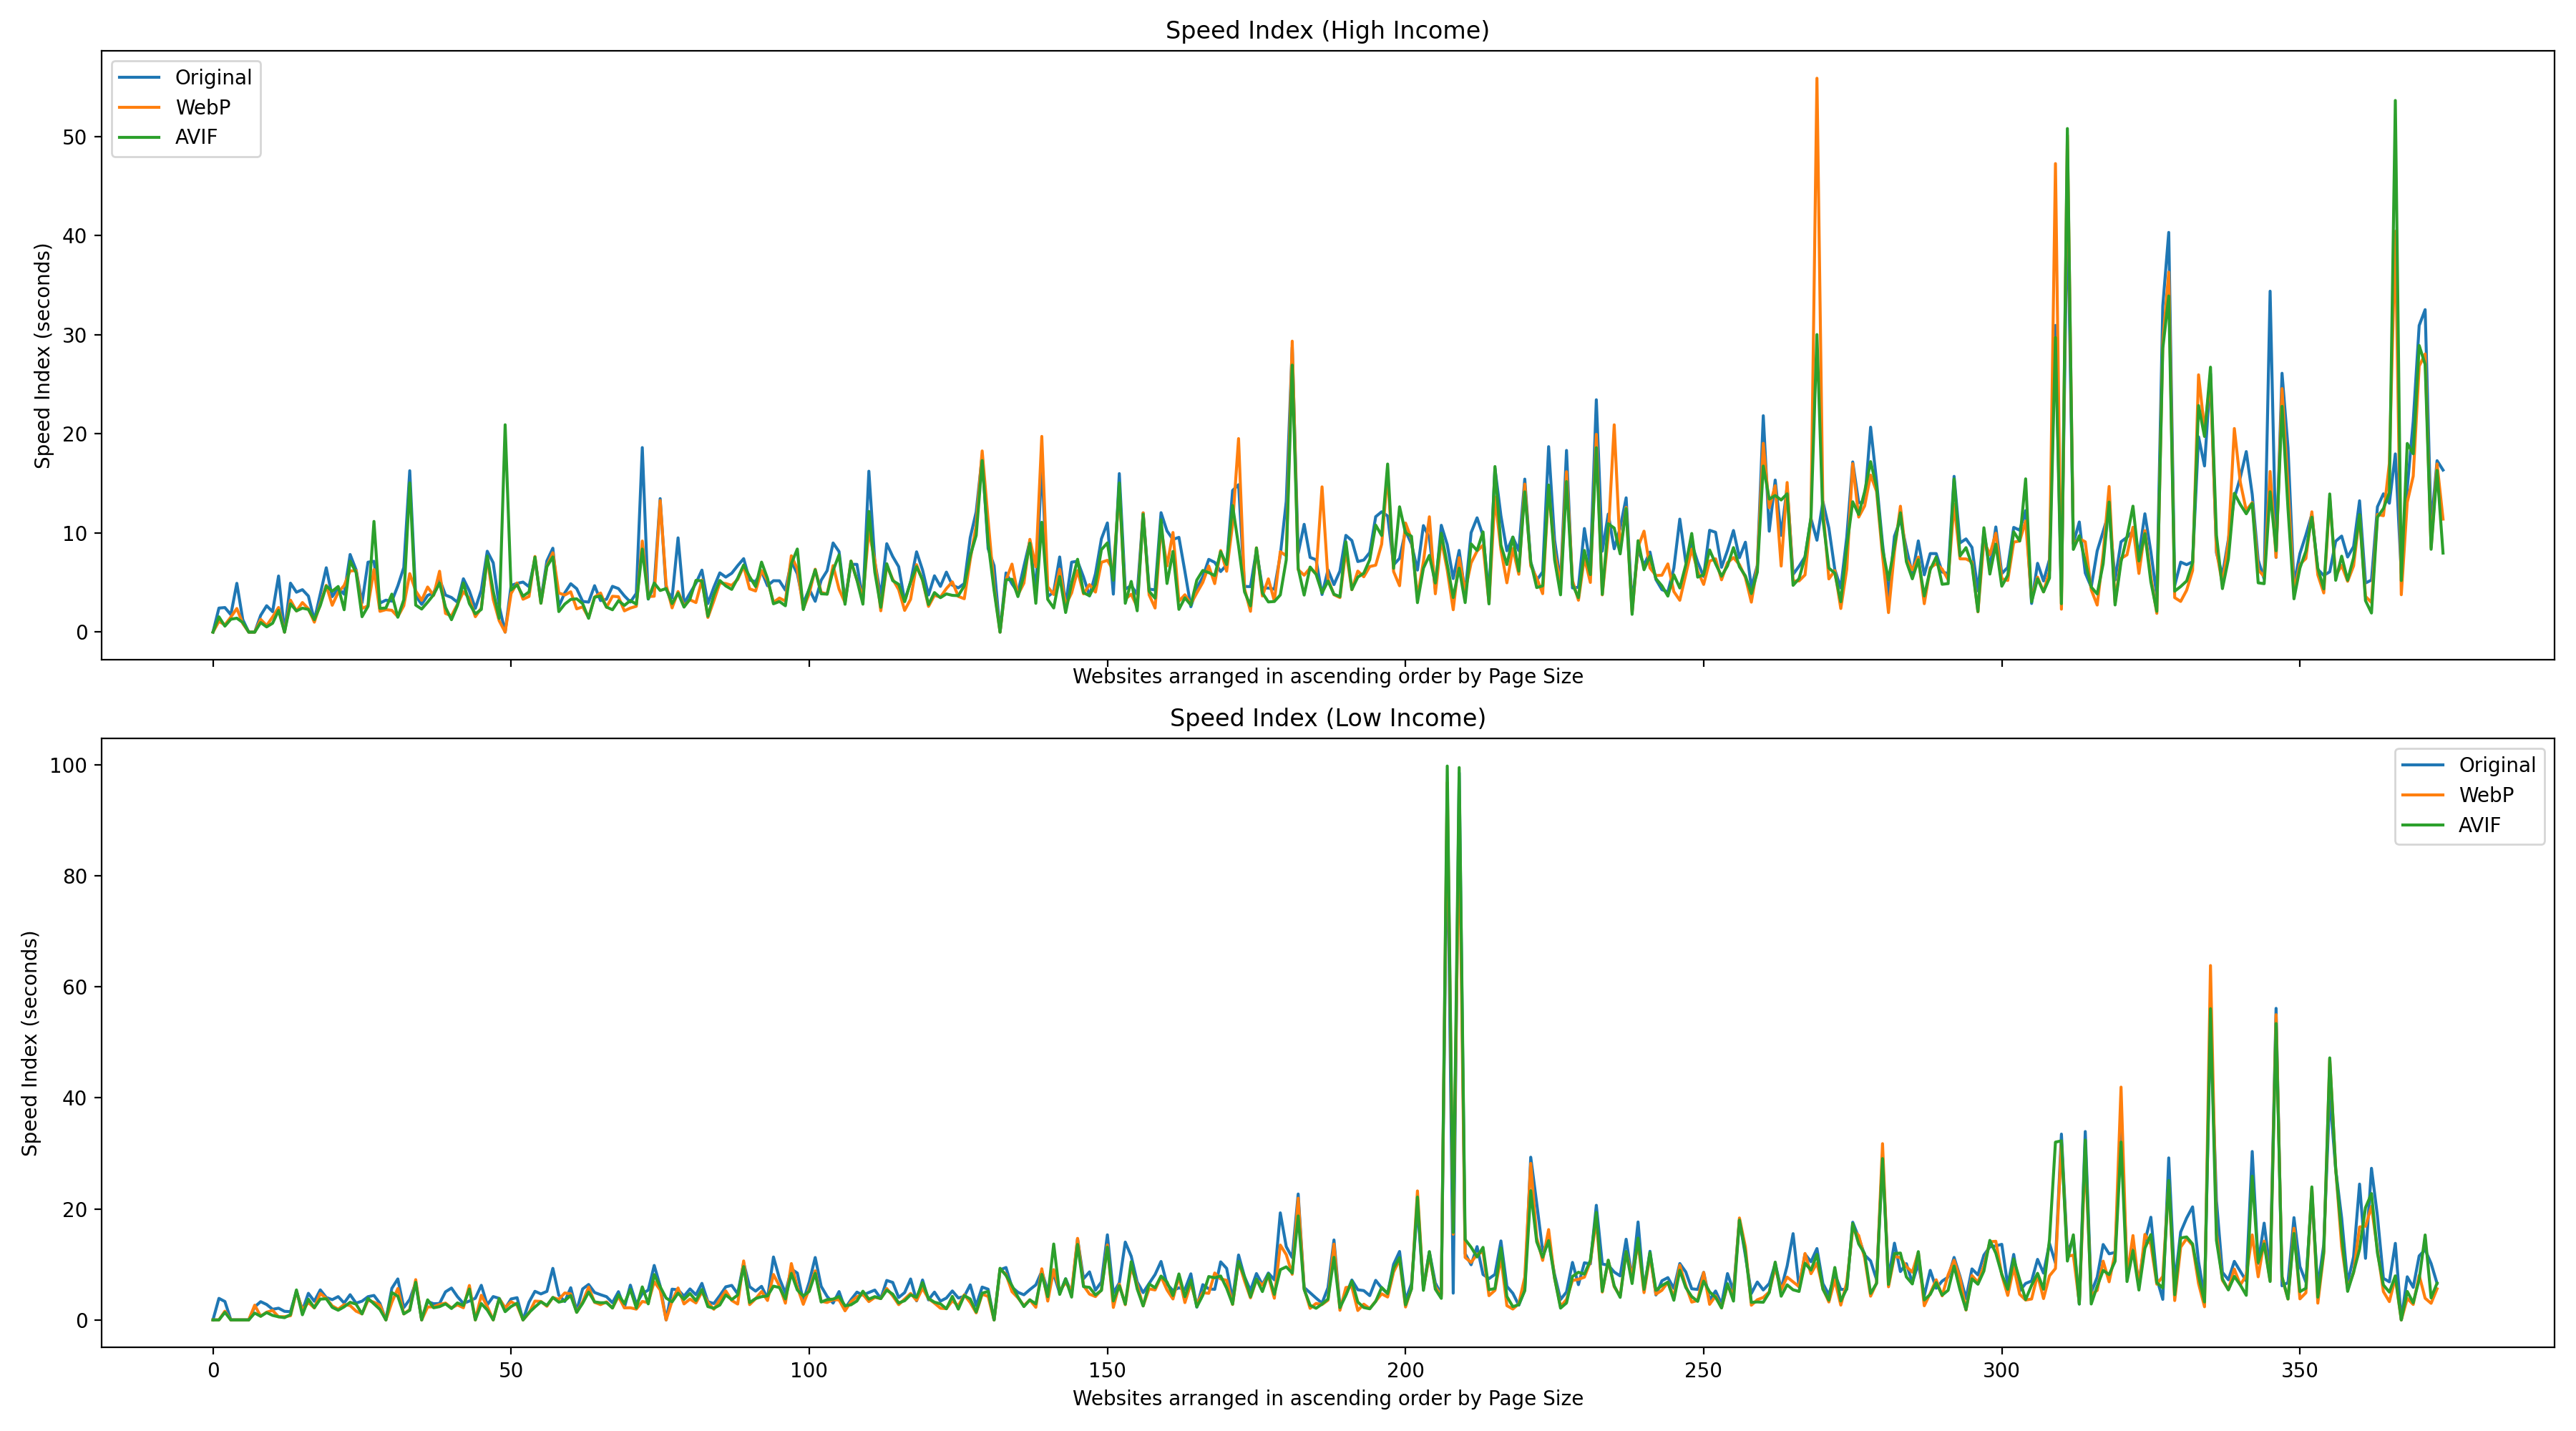 Speed Index (High Income)
Original
WebP
AVIF
50
40
30
20
10
0
Speed Index (seconds)
Websites arranged in ascending order by Page Size
Speed Index (Low Income)
Original
WebP
AVIF
100
80
60
40
20
0
Speed Index (seconds)
0 50 100 150 200 250 300 350
Websites arranged in ascending order by Page Size